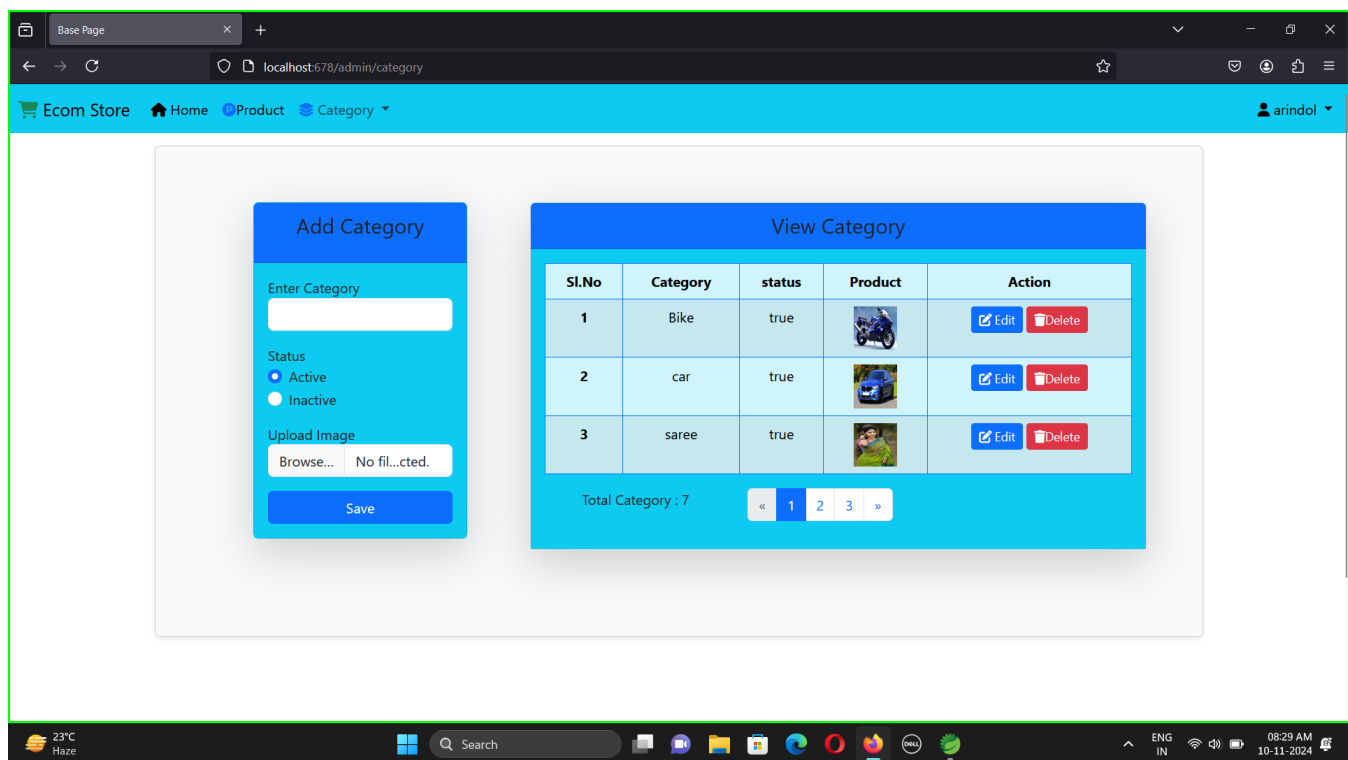 Base Page
localhost:678/admin/category
Ecom Store Home Product Category arindol
Add Category
Enter Category
Status
Active
Inactive
Upload Image
Browse... No fil...cted.
Save
View Category
Sl.No Category status Product Action
1 Bike true Edit Delete
2 car true Edit Delete
3 saree true Edit Delete
Total Category : 7 « 1 2 3 »
23°C
Haze
Search
DELL
ENG
IN
08:29 AM
10-11-2024